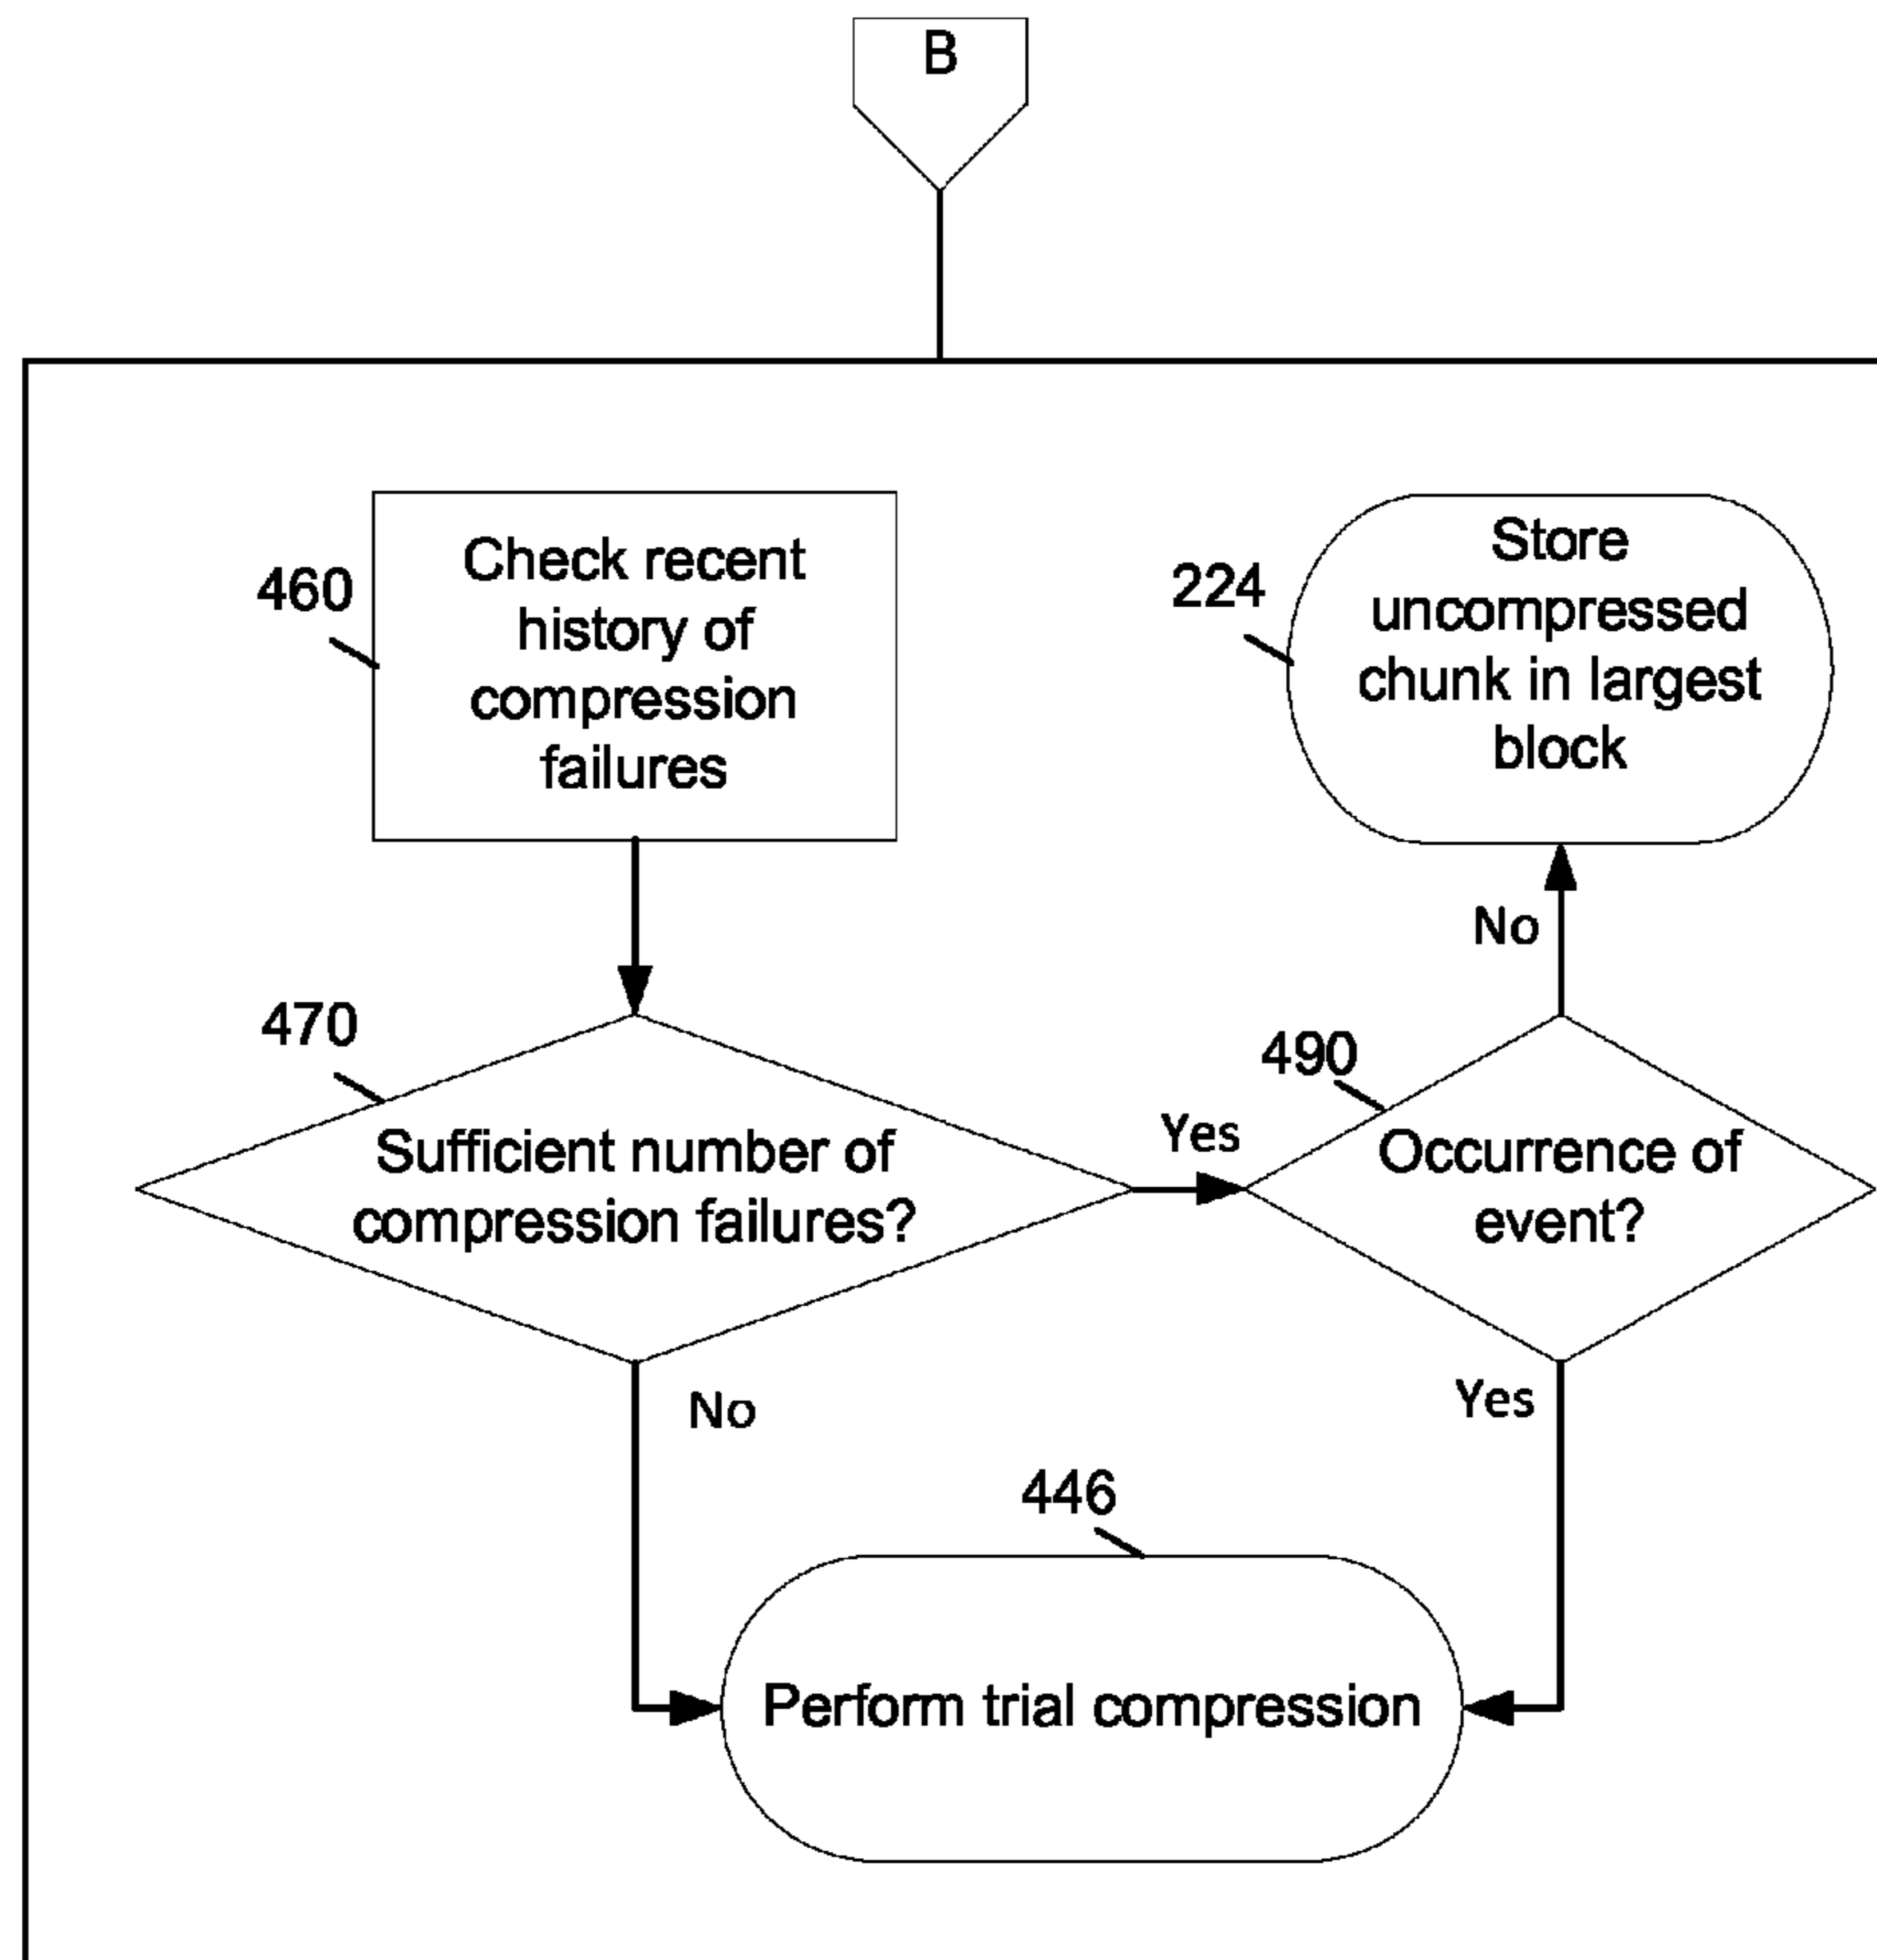 B
460
Check recent
history of
compression
failures
224
Store
uncompressed
chunk in largest
block
No
470
Sufficient number of
compression failures?
Yes
490
Occurrence of
event?
No
Yes
446
Perform trial compression